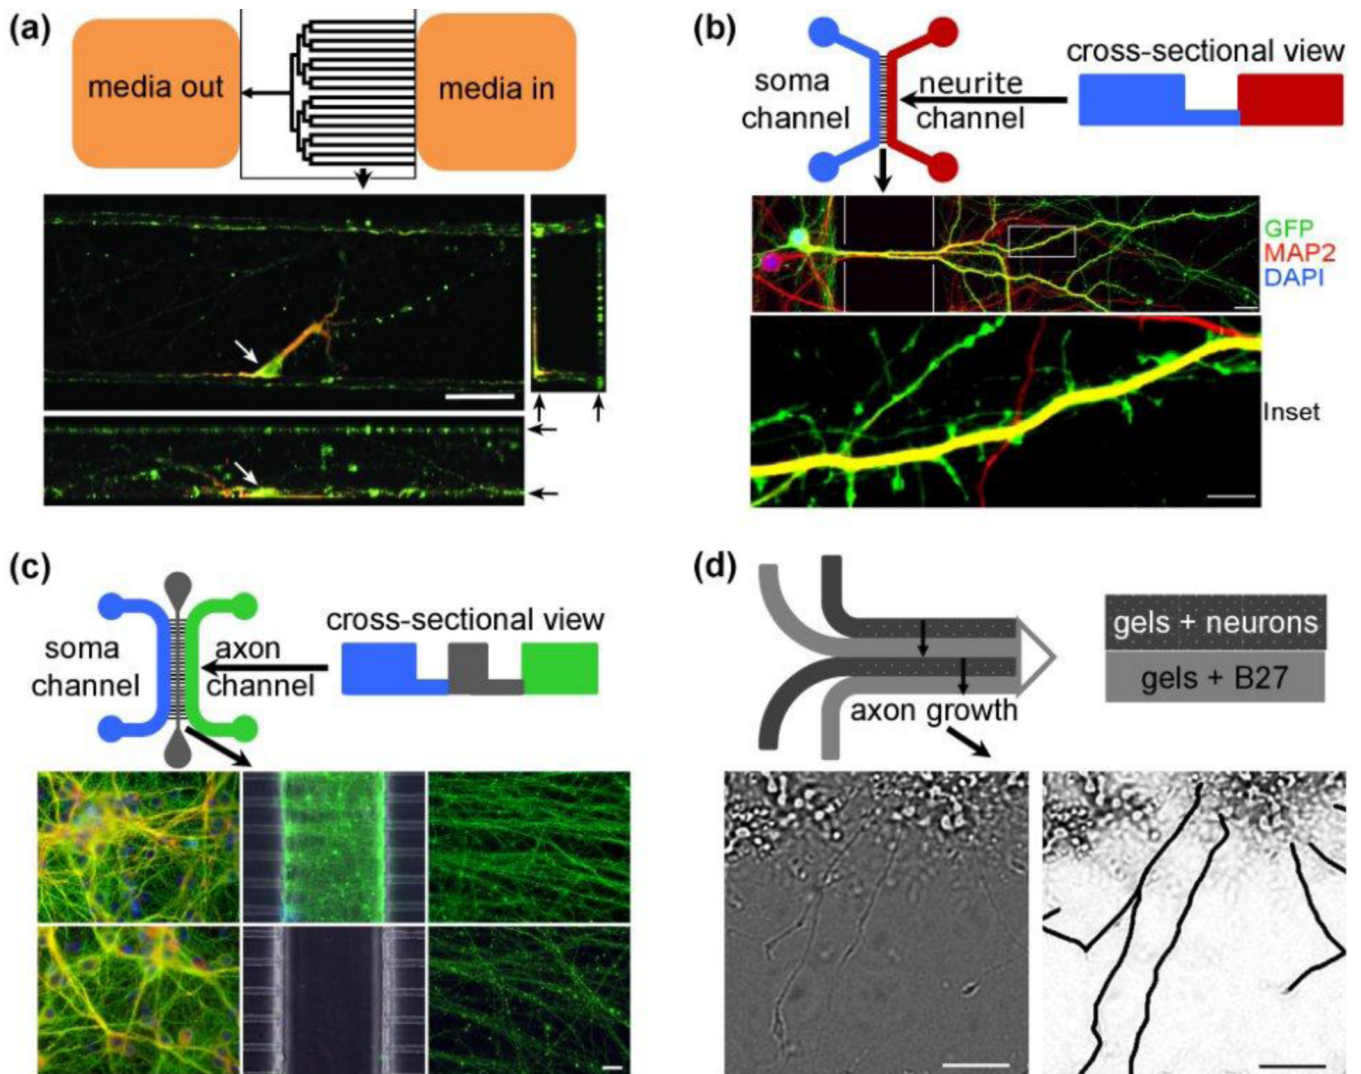 (a)
media out
media in
(b)
cross-sectional view
soma
channel
neurite
channel
GFP
MAP2
DAPI
Inset
(c)
cross-sectional view
soma
channel
axon
channel
(d)
gels + neurons
gels + B27
axon growth